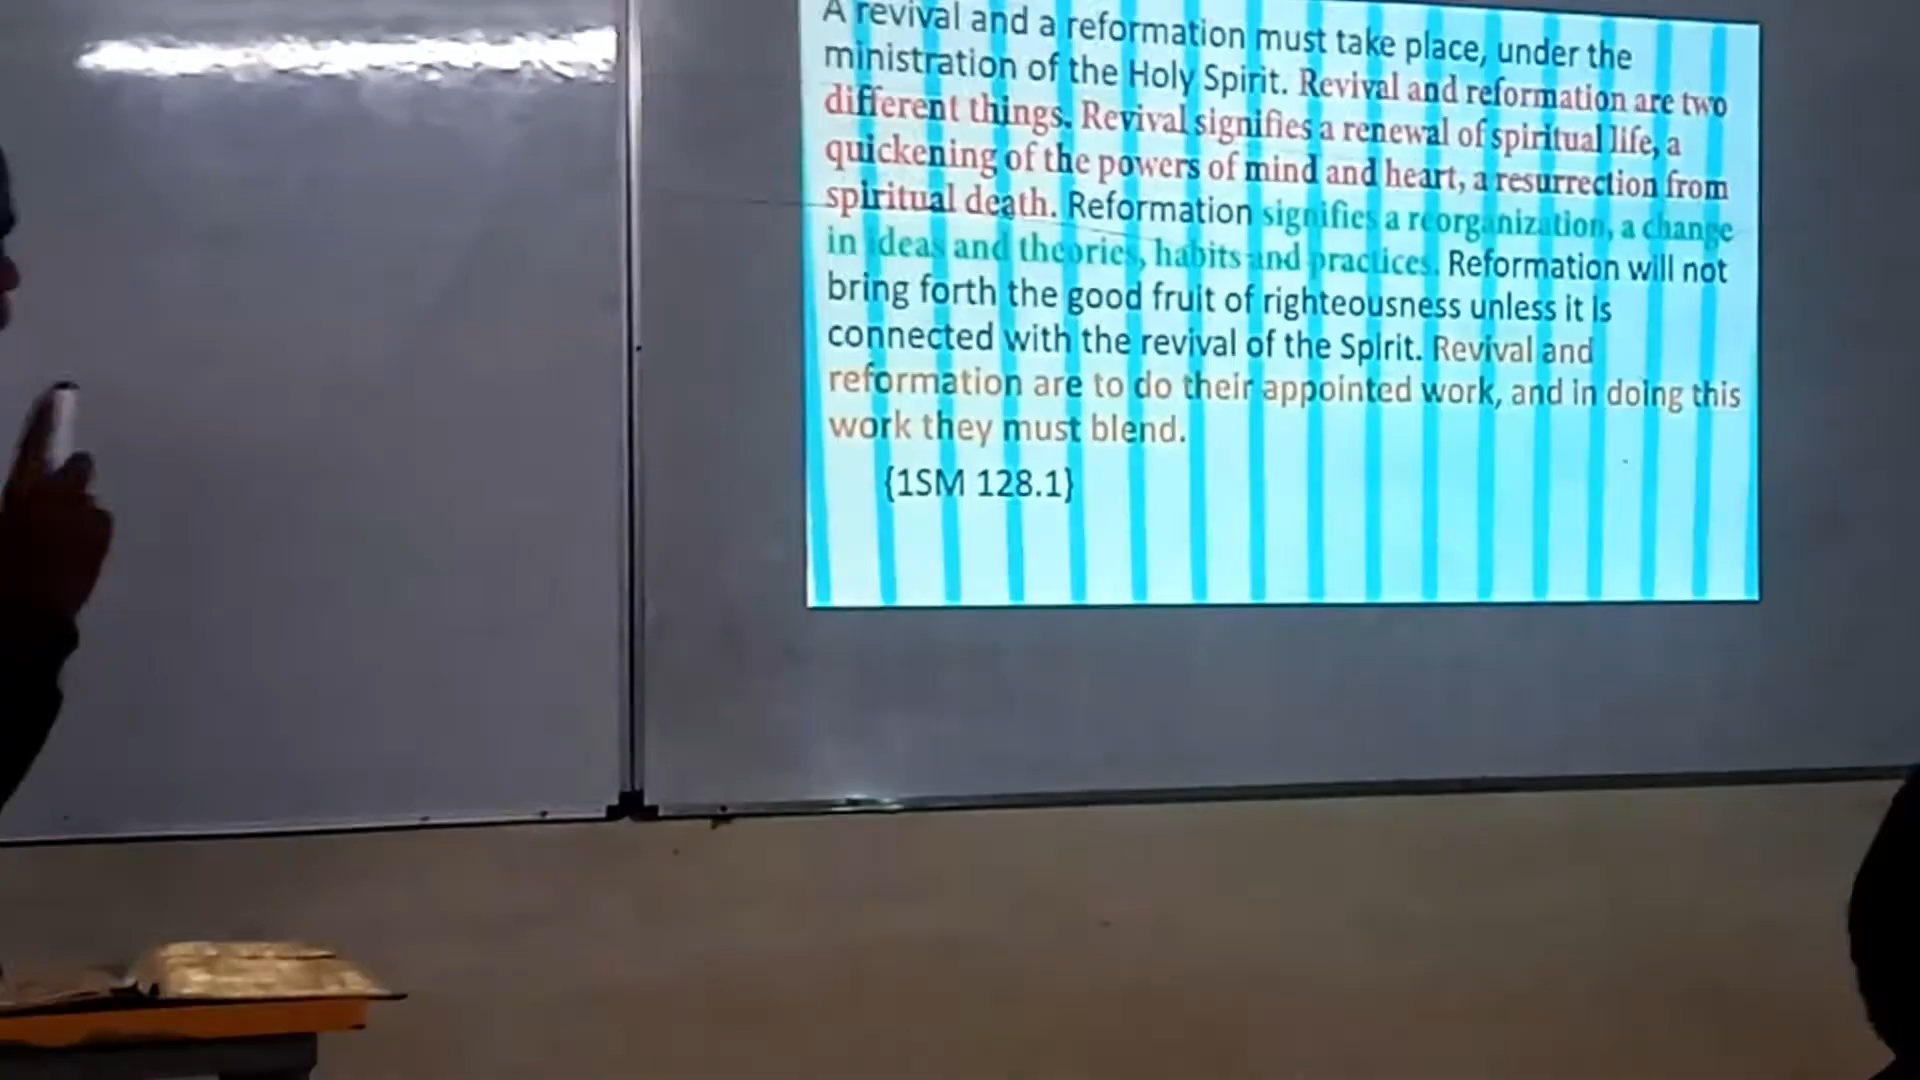 A revival and a reformation must take place, under the
ministration of the Holy Spirit. Revival and reformation are two
different things. Revival signifies a renewal of spiritual life, a
quickening of the powers of mind and heart, a resurrection from
spiritual death. Reformation signifies a reorganization, a change
in ideas and theories, habits and practices. Reformation will not
bring forth the good fruit of righteousness unless it is
connected with the revival of the Spirit. Revival and
reformation are to do their appointed work, and in doing this
work they must blend.
{1SM 128.1}